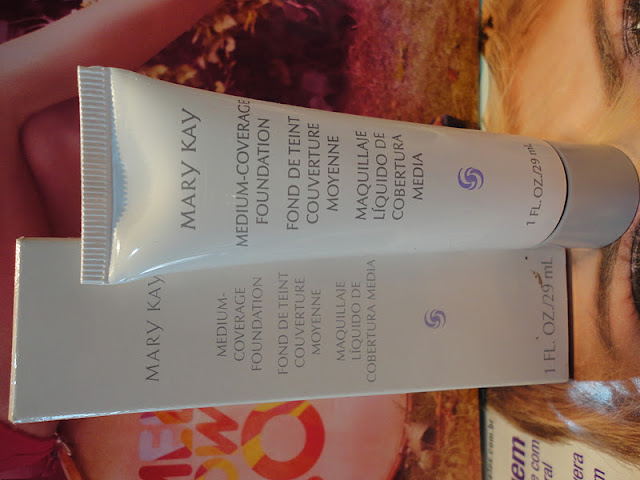 MARY KAY
MEDIUM-COVERAGE
FOUNDATION
FOND DE TEINT
COUVERTURE
MOYENNE
MAQUILLAJE
LÍQUIDO DE
COBERTURA
MEDIA
1 FL. OZ./29 mL
MARY KAY
MEDIUM-
COVERAGE
FOUNDATION
FOND DE TEINT
COUVERTURE
MOYENNE
MAQUILLAJE
LÍQUIDO DE
COBERTURA MEDIA
1 FL. OZ./29 mL